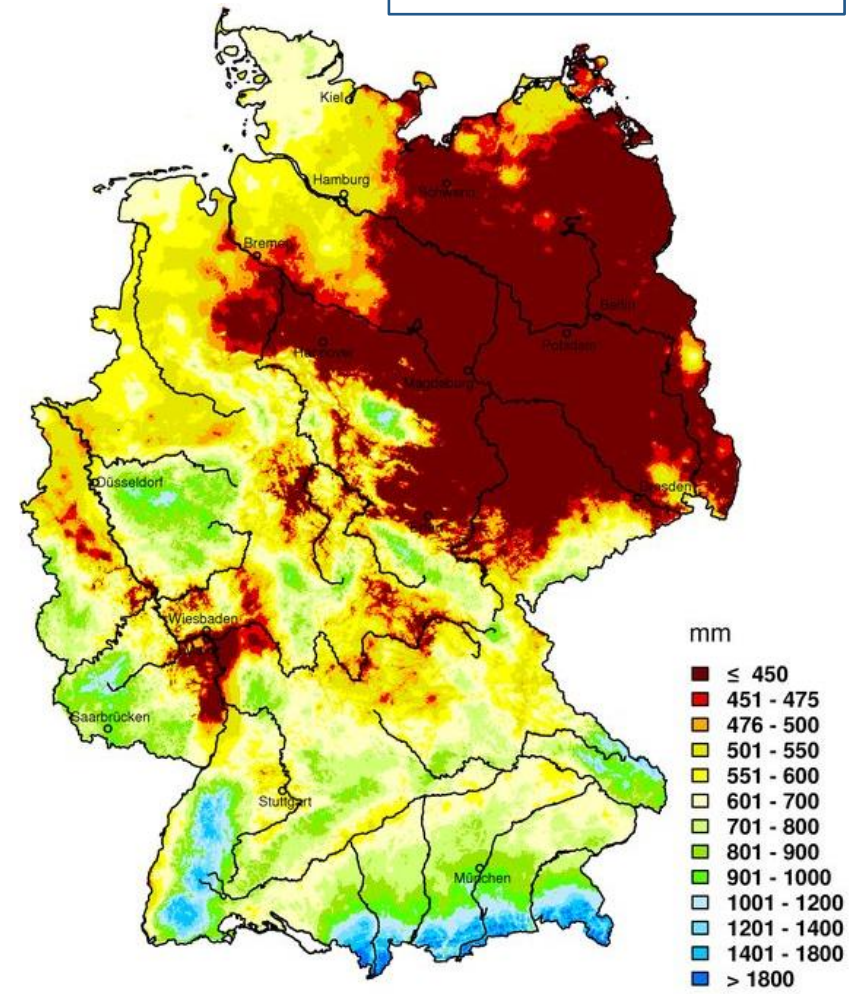 Kiel
Hamburg
Schwerin
Bremen
Berlin
Potsdam
Hannover
Magdeburg
Düsseldorf
Dresden
Wiesbaden
Saarbrücken
Stuttgart
München
mm
≤ 450
451 - 475
476 - 500
501 - 550
551 - 600
601 - 700
701 - 800
801 - 900
901 - 1000
1001 - 1200
1201 - 1400
1401 - 1800
> 1800